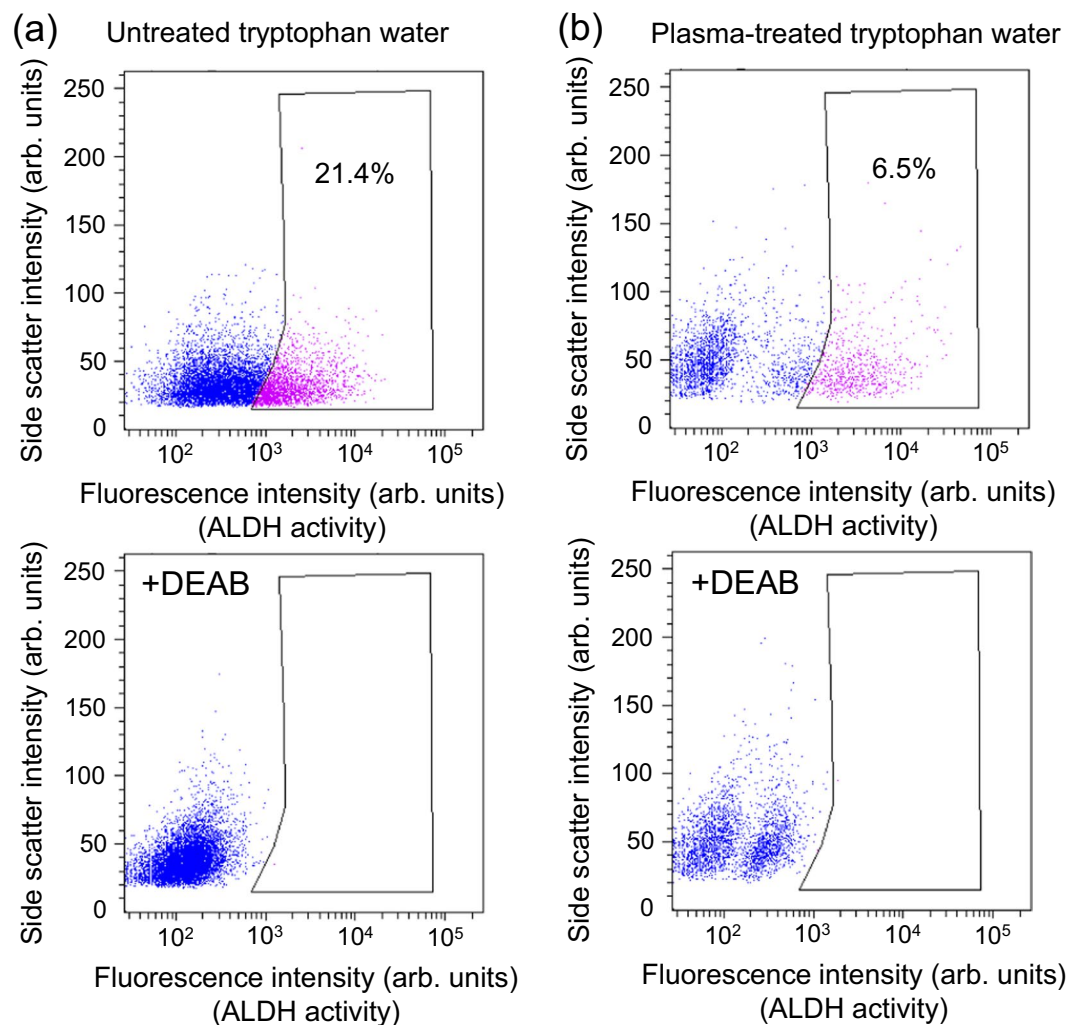 (a) Untreated tryptophan water
Side scatter intensity (arb. units)
250
200
150
100
50
0
21.4%
10² 10³ 10⁴ 10⁵
Fluorescence intensity (arb. units)
(ALDH activity)
(b) Plasma-treated tryptophan water
Side scatter intensity (arb. units)
250
200
150
100
50
0
6.5%
10² 10³ 10⁴ 10⁵
Fluorescence intensity (arb. units)
(ALDH activity)
Side scatter intensity (arb. units)
250
200
150
100
50
0
+DEAB
10² 10³ 10⁴ 10⁵
Fluorescence intensity (arb. units)
(ALDH activity)
Side scatter intensity (arb. units)
250
200
150
100
50
0
+DEAB
10² 10³ 10⁴ 10⁵
Fluorescence intensity (arb. units)
(ALDH activity)